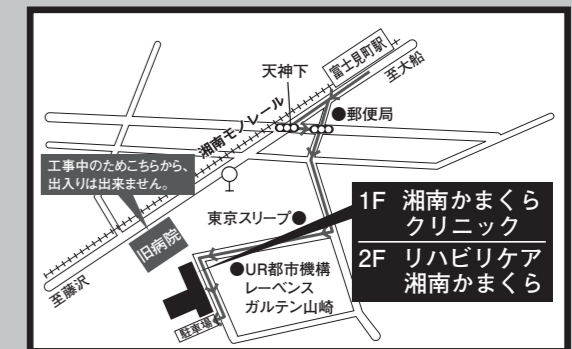 富士見町駅
至大船
天神下
●郵便局
湘南モノレール
工事中のためこちらから、
出入りは出来ません。
旧病院
東京スリープ●
1F 湘南かまくら
クリニック
2F リハビリケア
湘南かまくら
●UR都市機構
レーベンス
ガルテン山崎
至藤沢
駐車場